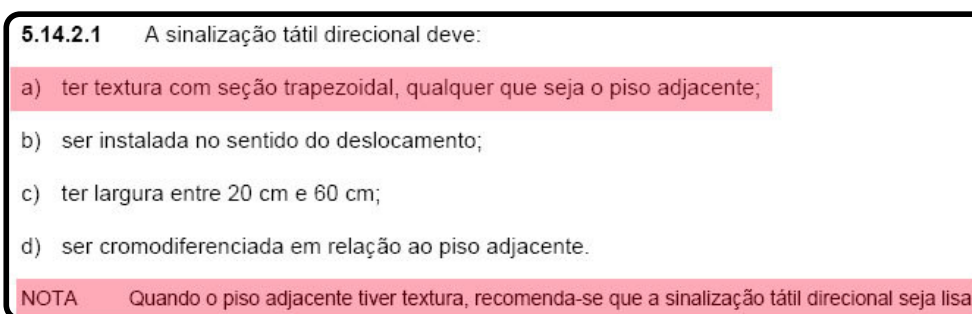 5.14.2.1 A sinalização tátil direcional deve:
a) ter textura com seção trapezoidal, qualquer que seja o piso adjacente;
b) ser instalada no sentido do deslocamento;
c) ter largura entre 20 cm e 60 cm;
d) ser cromodiferenciada em relação ao piso adjacente.
NOTA Quando o piso adjacente tiver textura, recomenda-se que a sinalização tátil direcional seja lisa